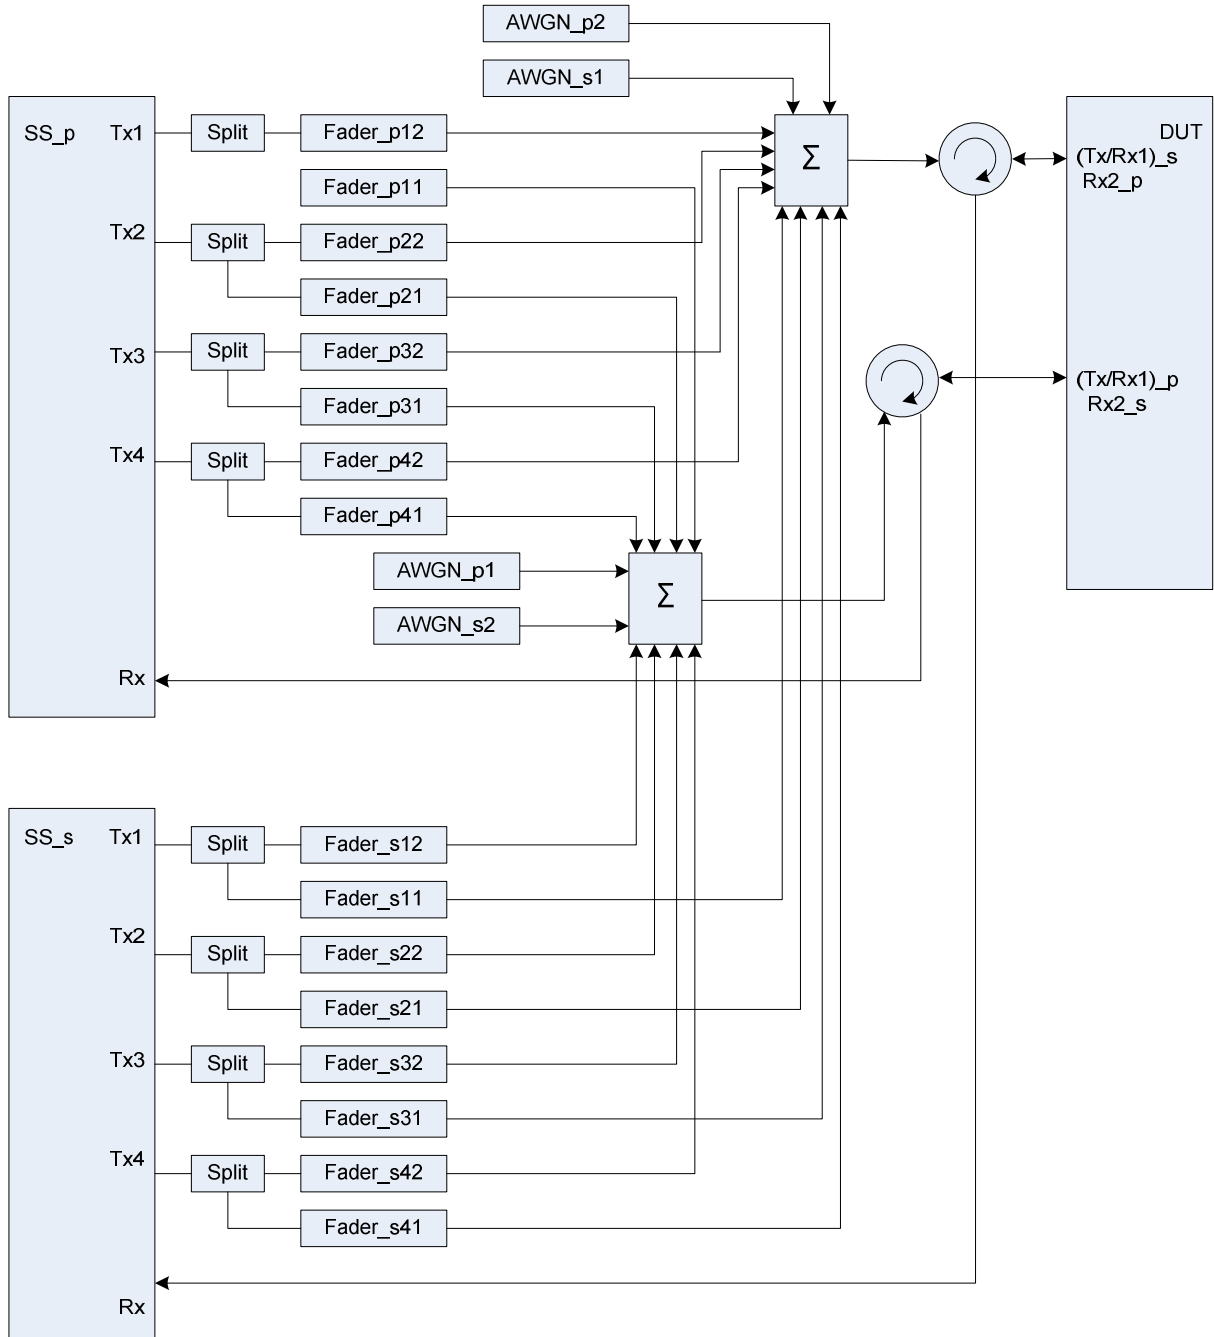 AWGN_p2
AWGN_s1
SS_p
Tx1
Split
Fader_p12
Fader_p11
Tx2
Split
Fader_p22
Fader_p21
Tx3
Split
Fader_p32
Fader_p31
Tx4
Split
Fader_p42
Fader_p41
AWGN_p1
AWGN_s2
Rx
Σ
Σ
DUT
(Tx/Rx1)_s
Rx2_p
(Tx/Rx1)_p
Rx2_s
SS_s
Tx1
Split
Fader_s12
Fader_s11
Tx2
Split
Fader_s22
Fader_s21
Tx3
Split
Fader_s32
Fader_s31
Tx4
Split
Fader_s42
Fader_s41
Rx